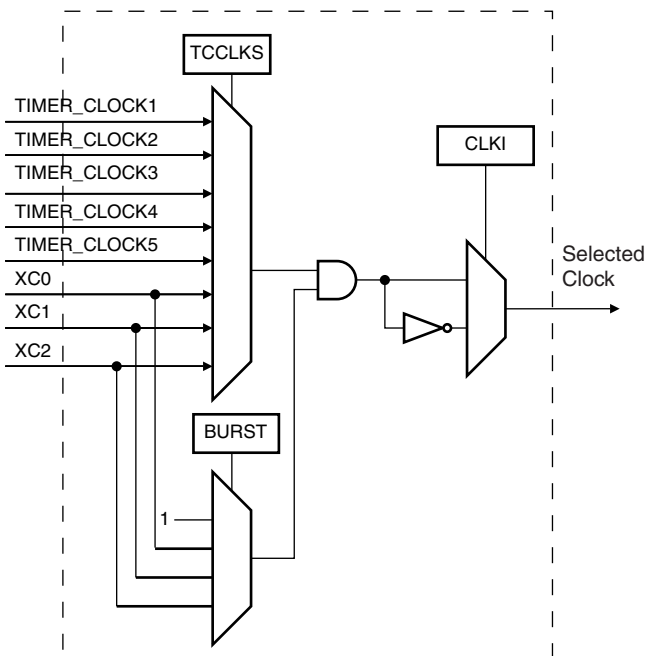 TCCLKS
TIMER_CLOCK1
TIMER_CLOCK2
TIMER_CLOCK3
TIMER_CLOCK4
TIMER_CLOCK5
XC0
XC1
XC2
CLKI
Selected
Clock
BURST
1